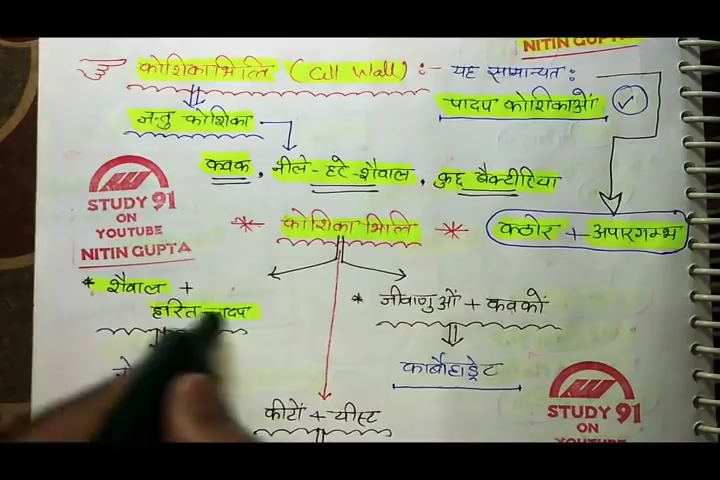 NITIN GUPTA
कोशिकाभित्ति (Cell Wall) :- यह सामान्यत:
पादप कोशिकाओं
जन्तु कोशिका
कवक, नीले-हरे-शैवाल, कुछ बैक्टीरिया
STUDY 91
ON
YOUTUBE
NITIN GUPTA
कोशिकाभित्ति
कठोर + अपारगम्य
* शैवाल +
हरित पादप
* जीवाणुओं + कवकों
कार्बोहाड्रेट
कीटों + यीस्ट
STUDY 91
ON
YOUTUBE